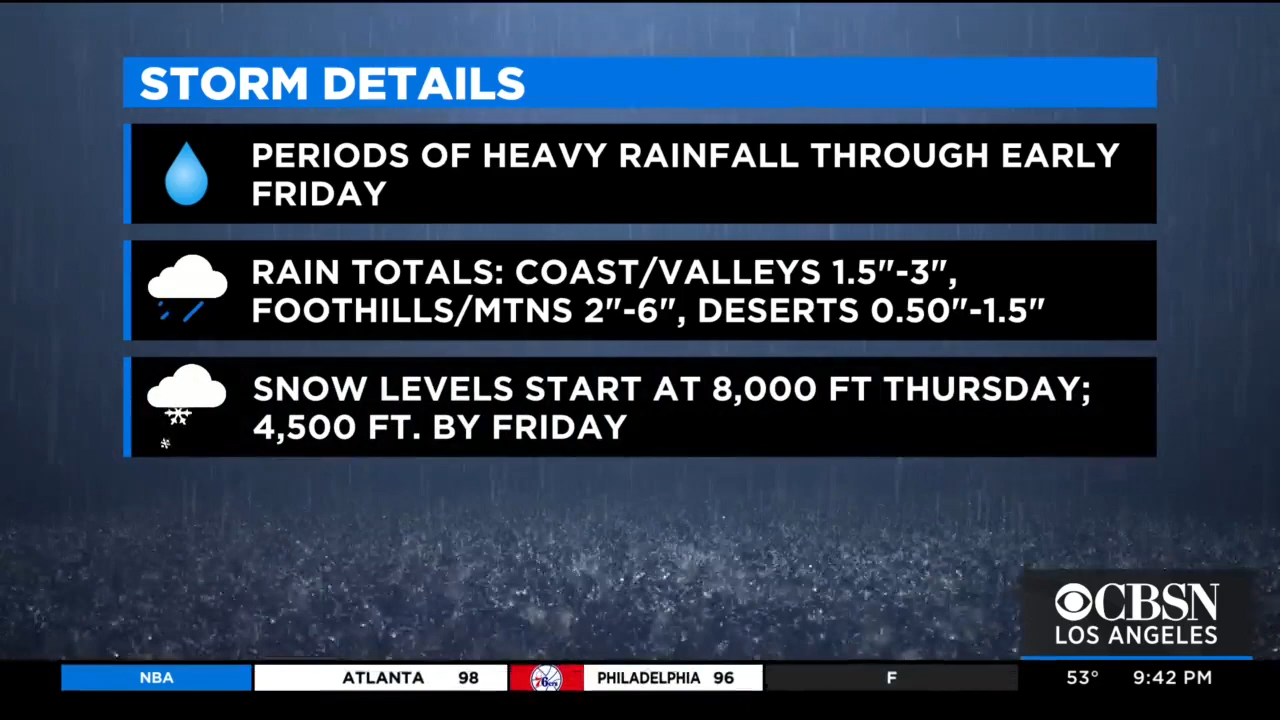 STORM DETAILS
PERIODS OF HEAVY RAINFALL THROUGH EARLY
FRIDAY
RAIN TOTALS: COAST/VALLEYS 1.5"-3",
FOOTHILLS/MTNS 2"-6", DESERTS 0.50"-1.5"
SNOW LEVELS START AT 8,000 FT THURSDAY;
4,500 FT. BY FRIDAY
CBSN
LOS ANGELES
NBA ATLANTA 98 76ERS PHILADELPHIA 96 F 53° 9:42 PM